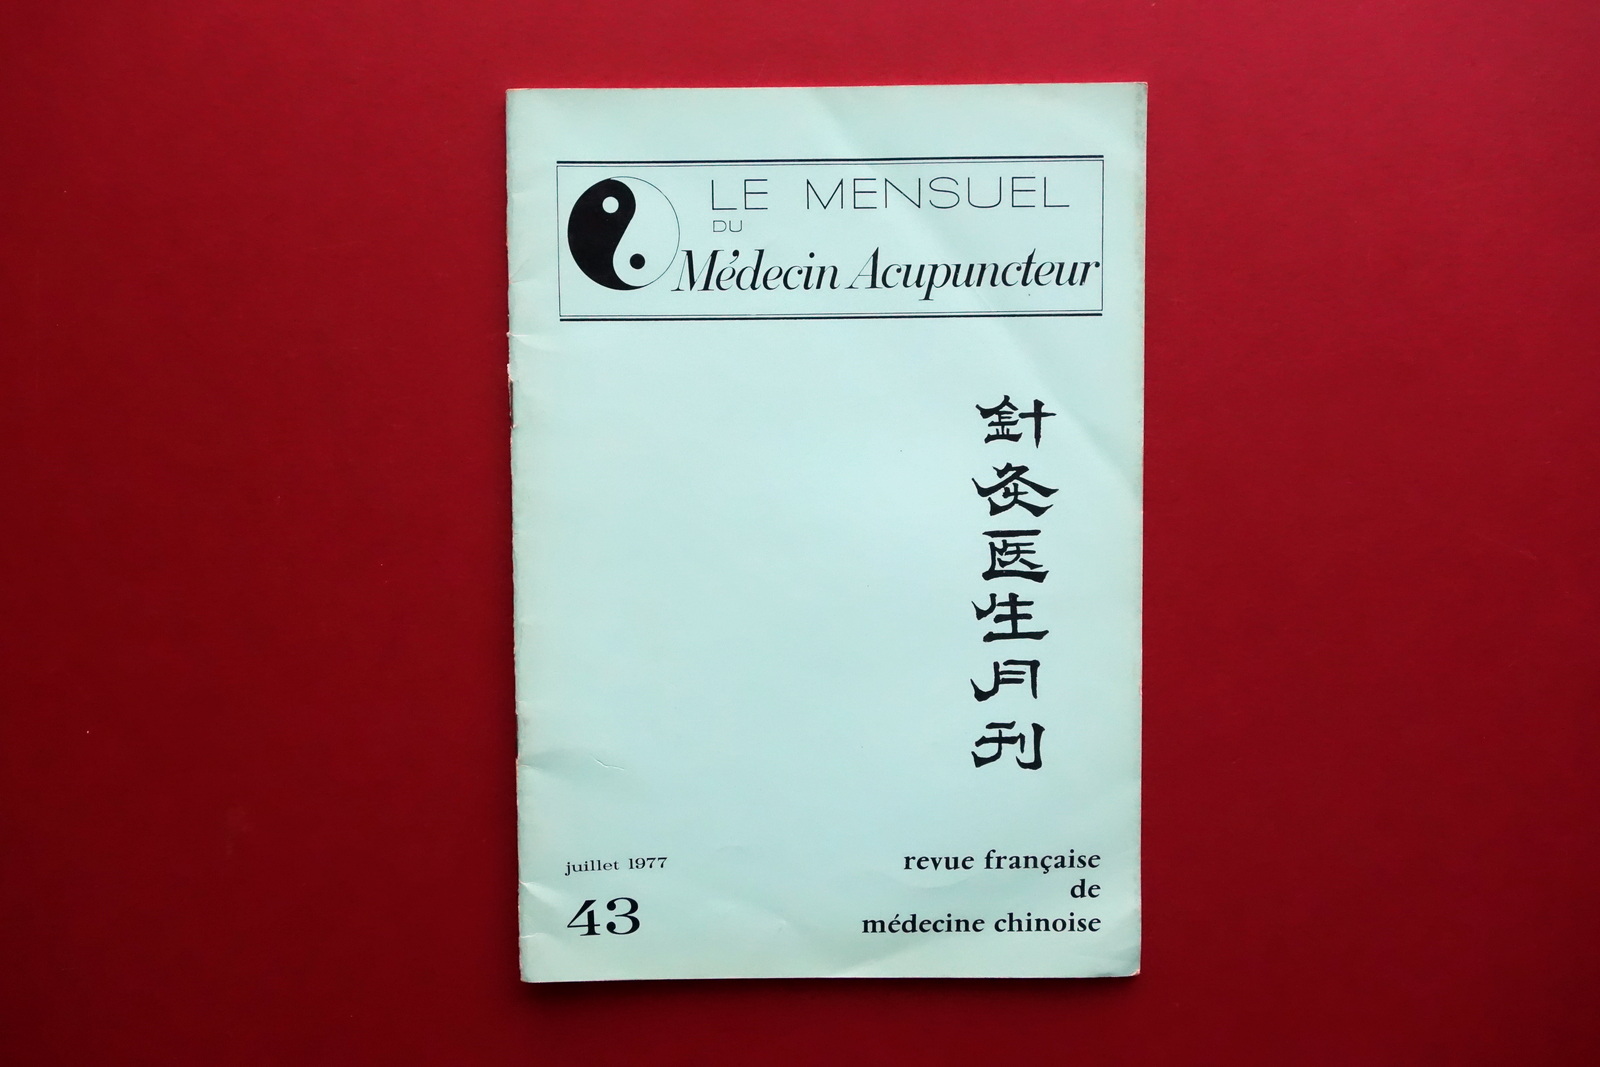 LE MENSUEL
DU
Médecin Acupuncteur
針灸医生月刊
juillet 1977
43
revue française
de
médecine chinoise